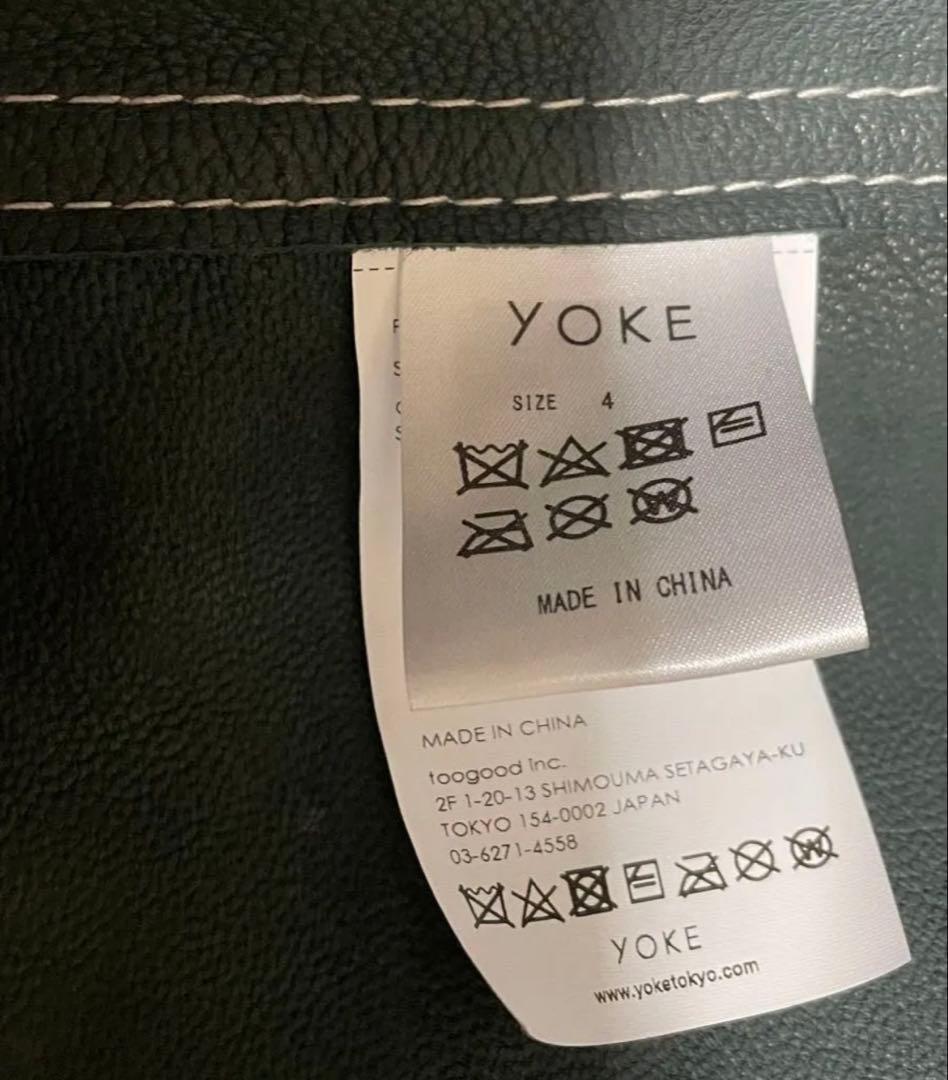 YOKE
SIZE 4
MADE IN CHINA
MADE IN CHINA
toogood Inc.
2F 1-20-13 SHIMOUMA SETAGAYA-KU
TOKYO 154-0002 JAPAN
03-6271-4558
YOKE
www.yoketokyo.com